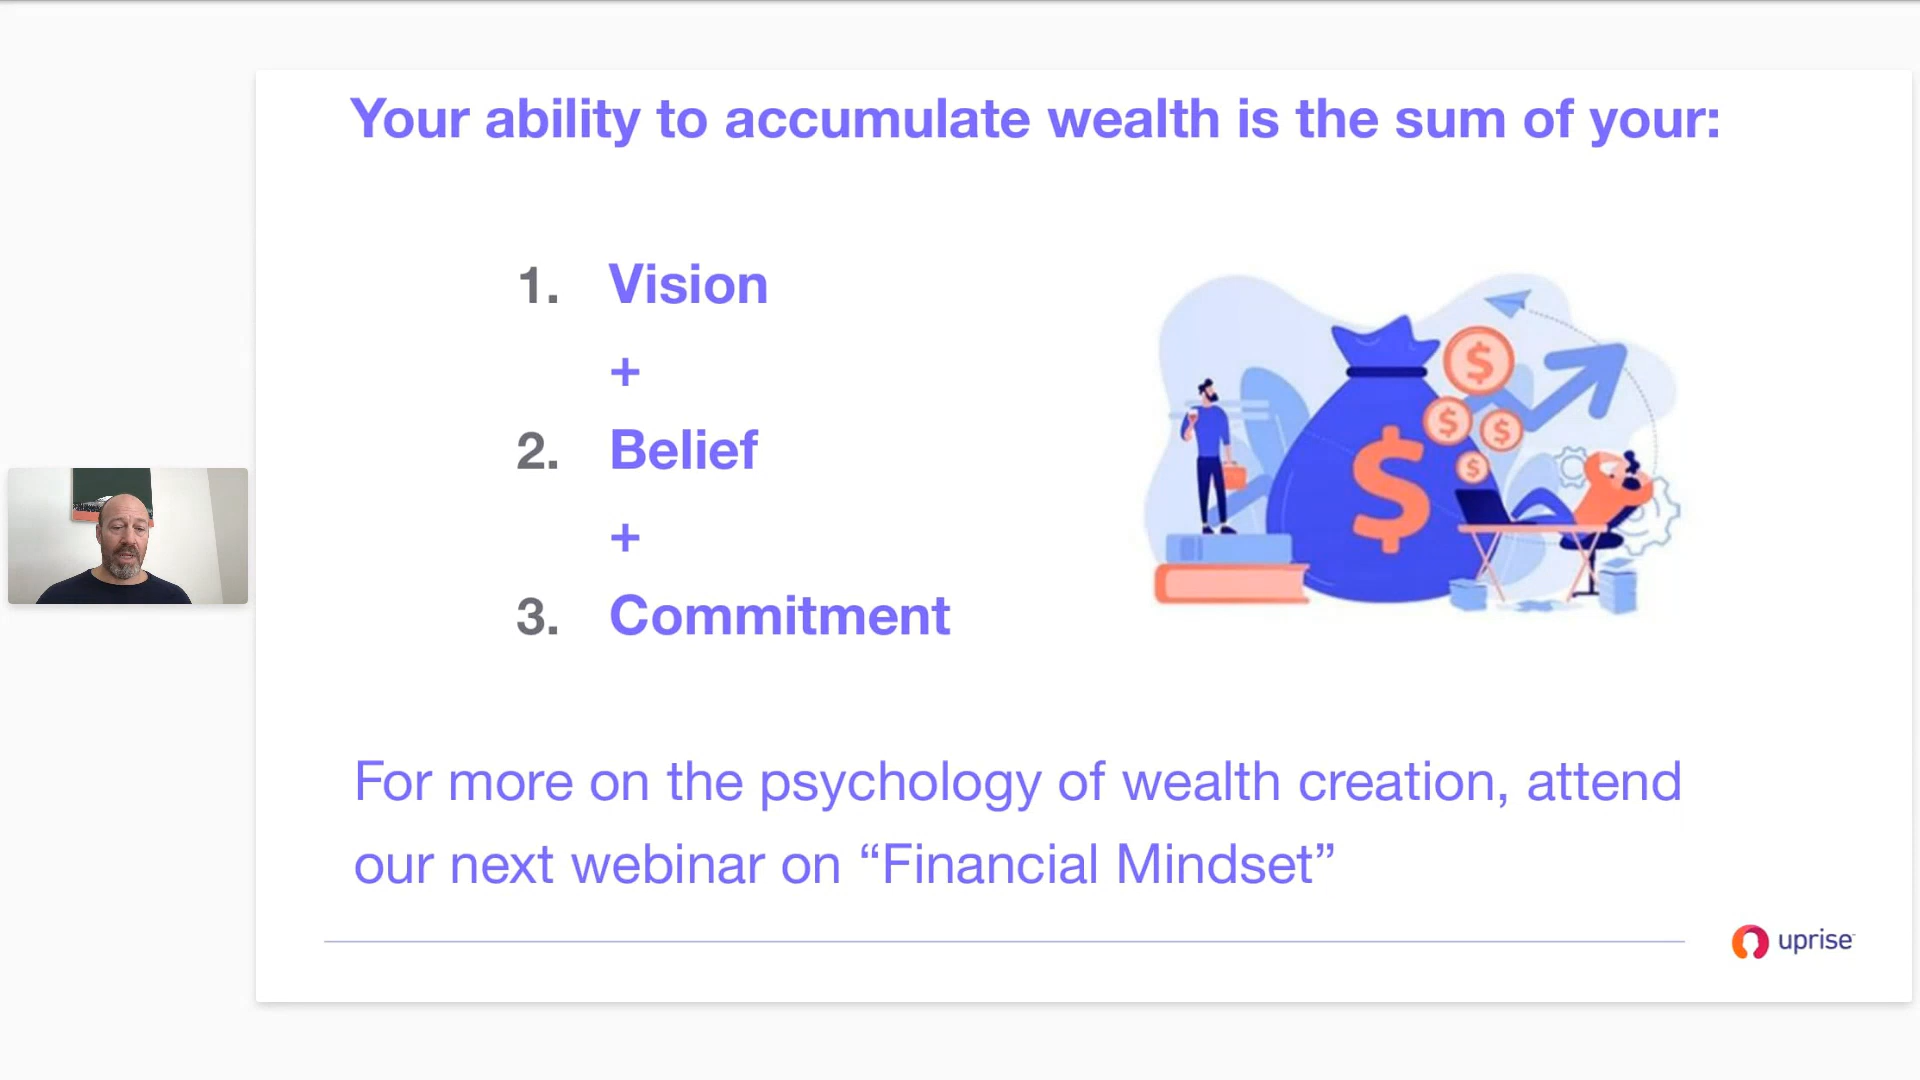 Your ability to accumulate wealth is the sum of your:
1. Vision
+
2. Belief
+
3. Commitment
$
$
$
$
$
For more on the psychology of wealth creation, attend
our next webinar on “Financial Mindset”
uprise